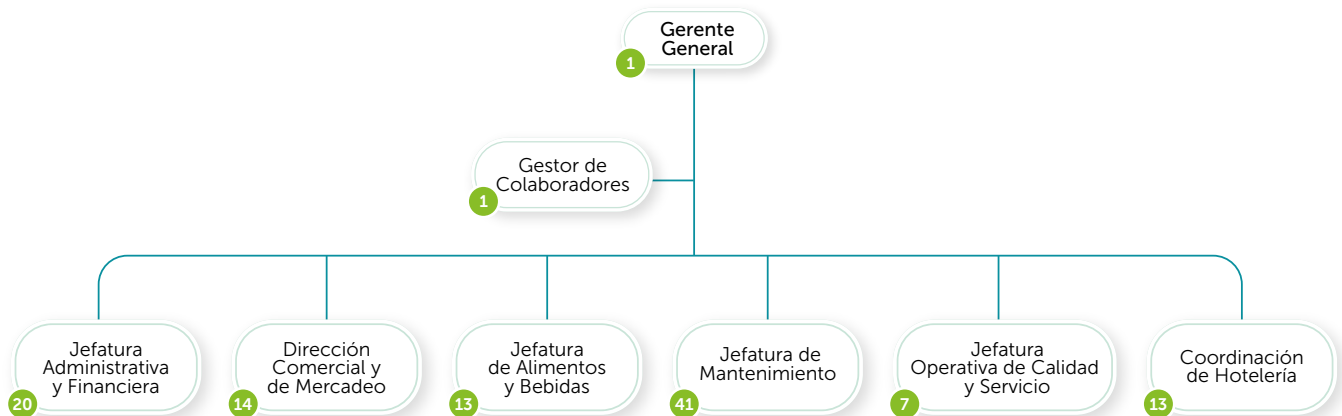 Gerente
General
1
Gestor de
Colaboradores
1
Jefatura
Administrativa
y Financiera
20
Dirección
Comercial y
de Mercadeo
14
Jefatura
de Alimentos
y Bebidas
13
Jefatura de
Mantenimiento
41
Jefatura
Operativa de Calidad
y Servicio
7
Coordinación
de Hotelería
13